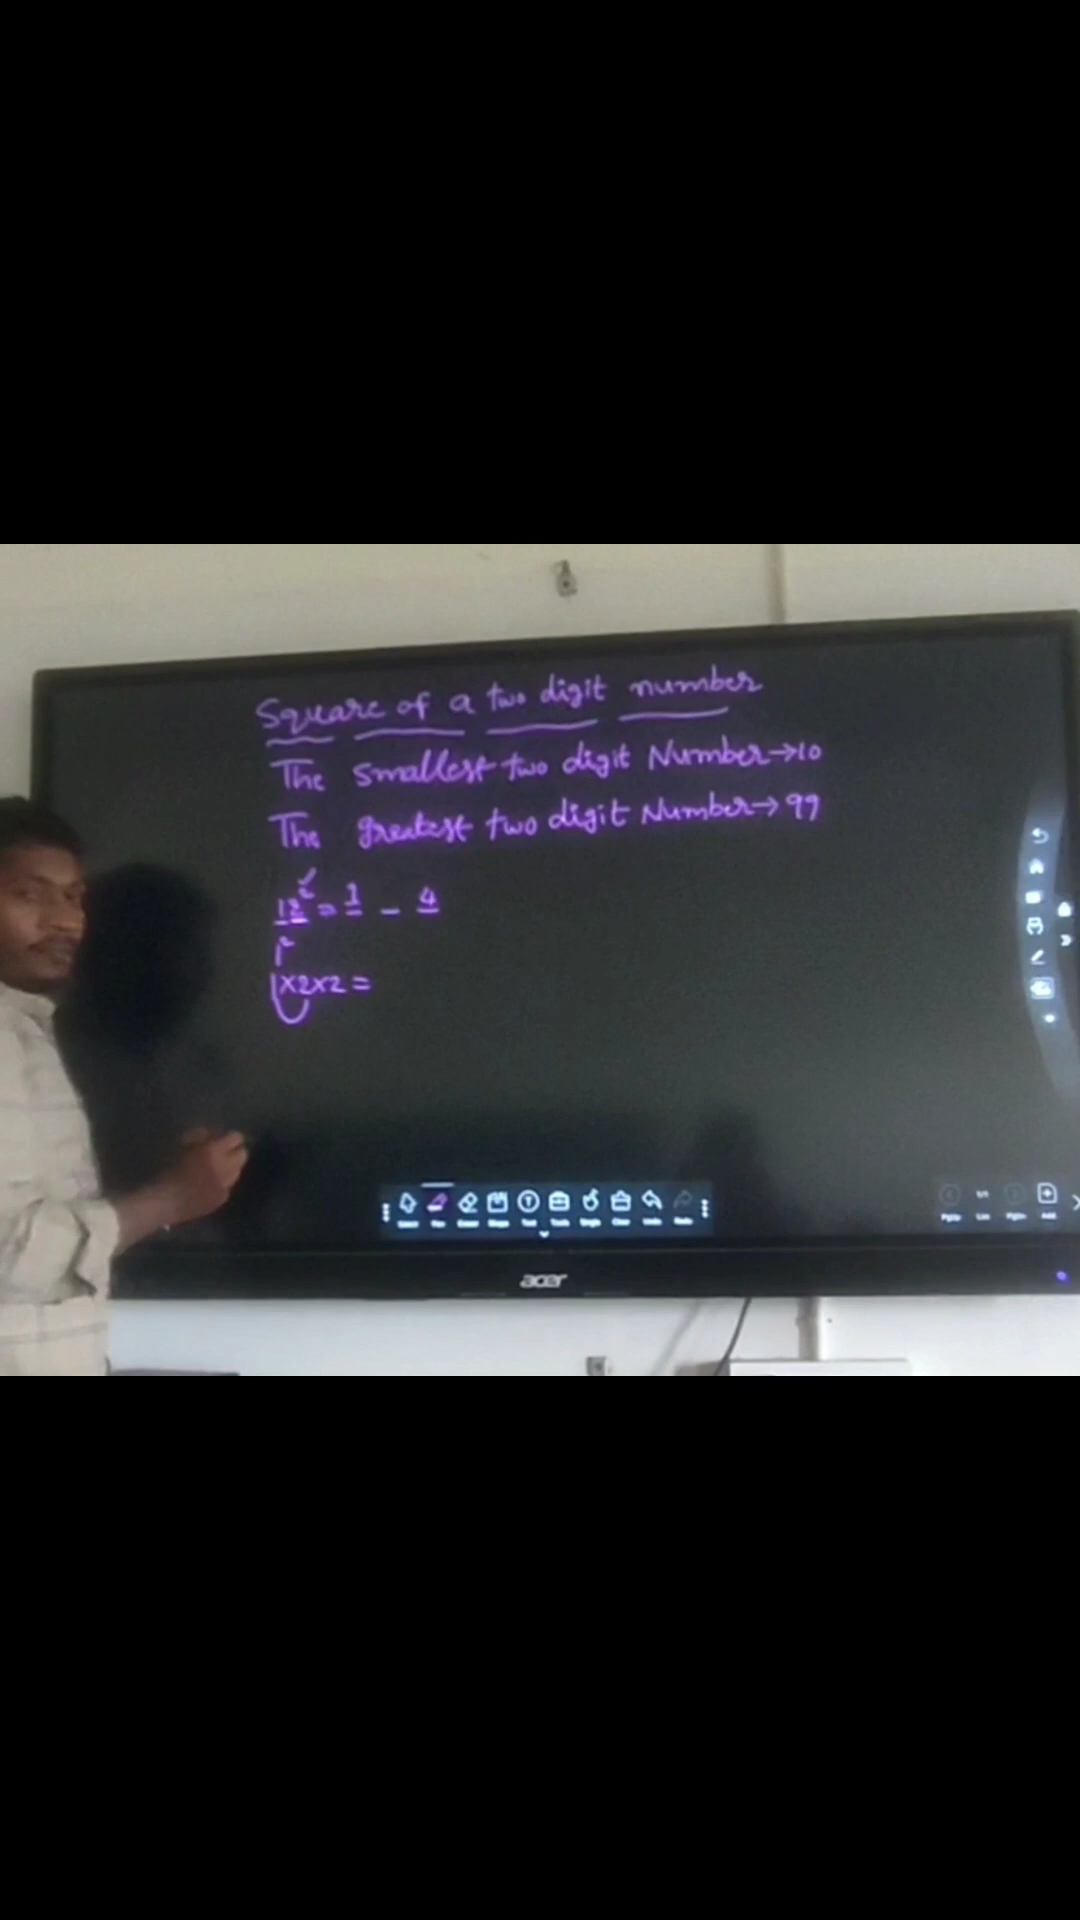 Square of a two digit number
The smallest two digit Number→10
The greatest two digit Number→99
12² = 1 _ 4
1²
1×2×2=
acer